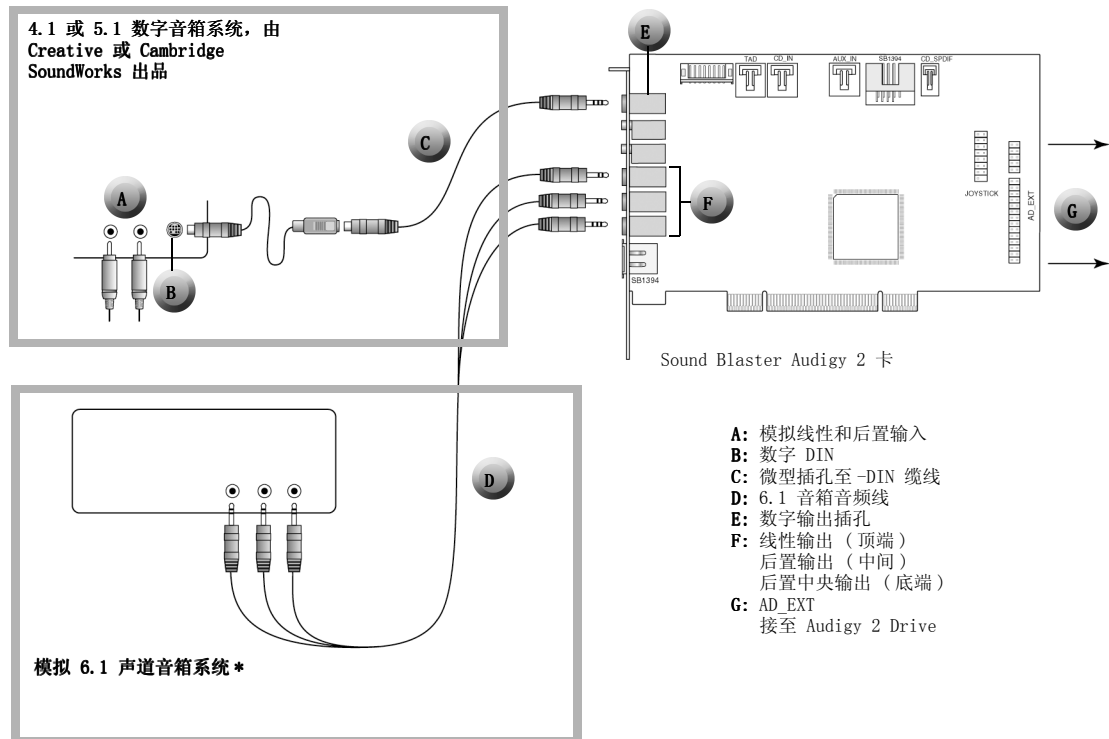 4.1 或 5.1 数字音箱系统，由
Creative 或 Cambridge
SoundWorks 出品
A
B
C
E
TAD
CD_IN
AUX_IN
SB1394
CD_SPDIF
JOYSTICK
AD_EXT
F
G
SB1394
Sound Blaster Audigy 2 卡
D
模拟 6.1 声道音箱系统*
A: 模拟线性和后置输入
B: 数字 DIN
C: 微型插孔至-DIN 缆线
D: 6.1 音箱音频线
E: 数字输出插孔
F: 线性输出 (顶端)
后置输出 (中间)
后置中央输出 (底端)
G: AD_EXT
接至 Audigy 2 Drive